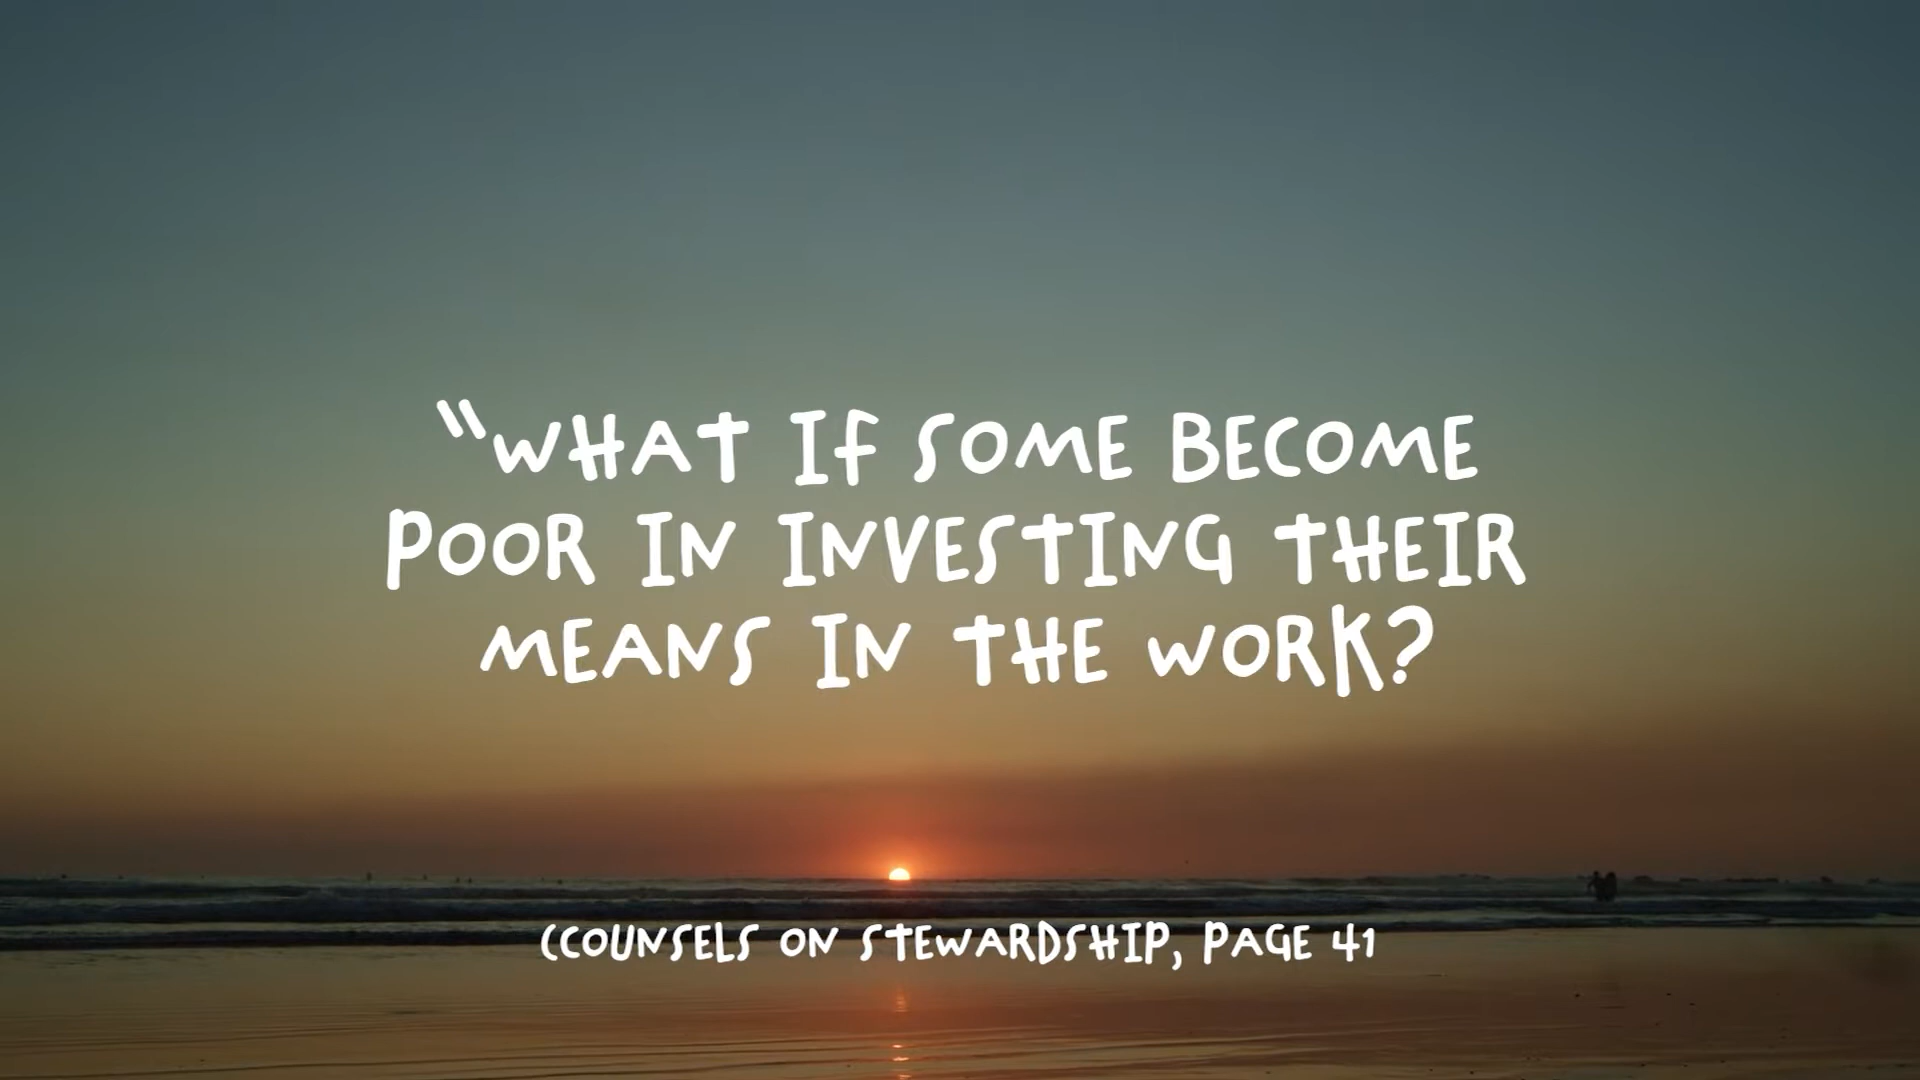 “WHAT IF SOME BECOME
POOR IN INVESTING THEIR
MEANS IN THE WORK?
(COUNSELS ON STEWARDSHIP, PAGE 41